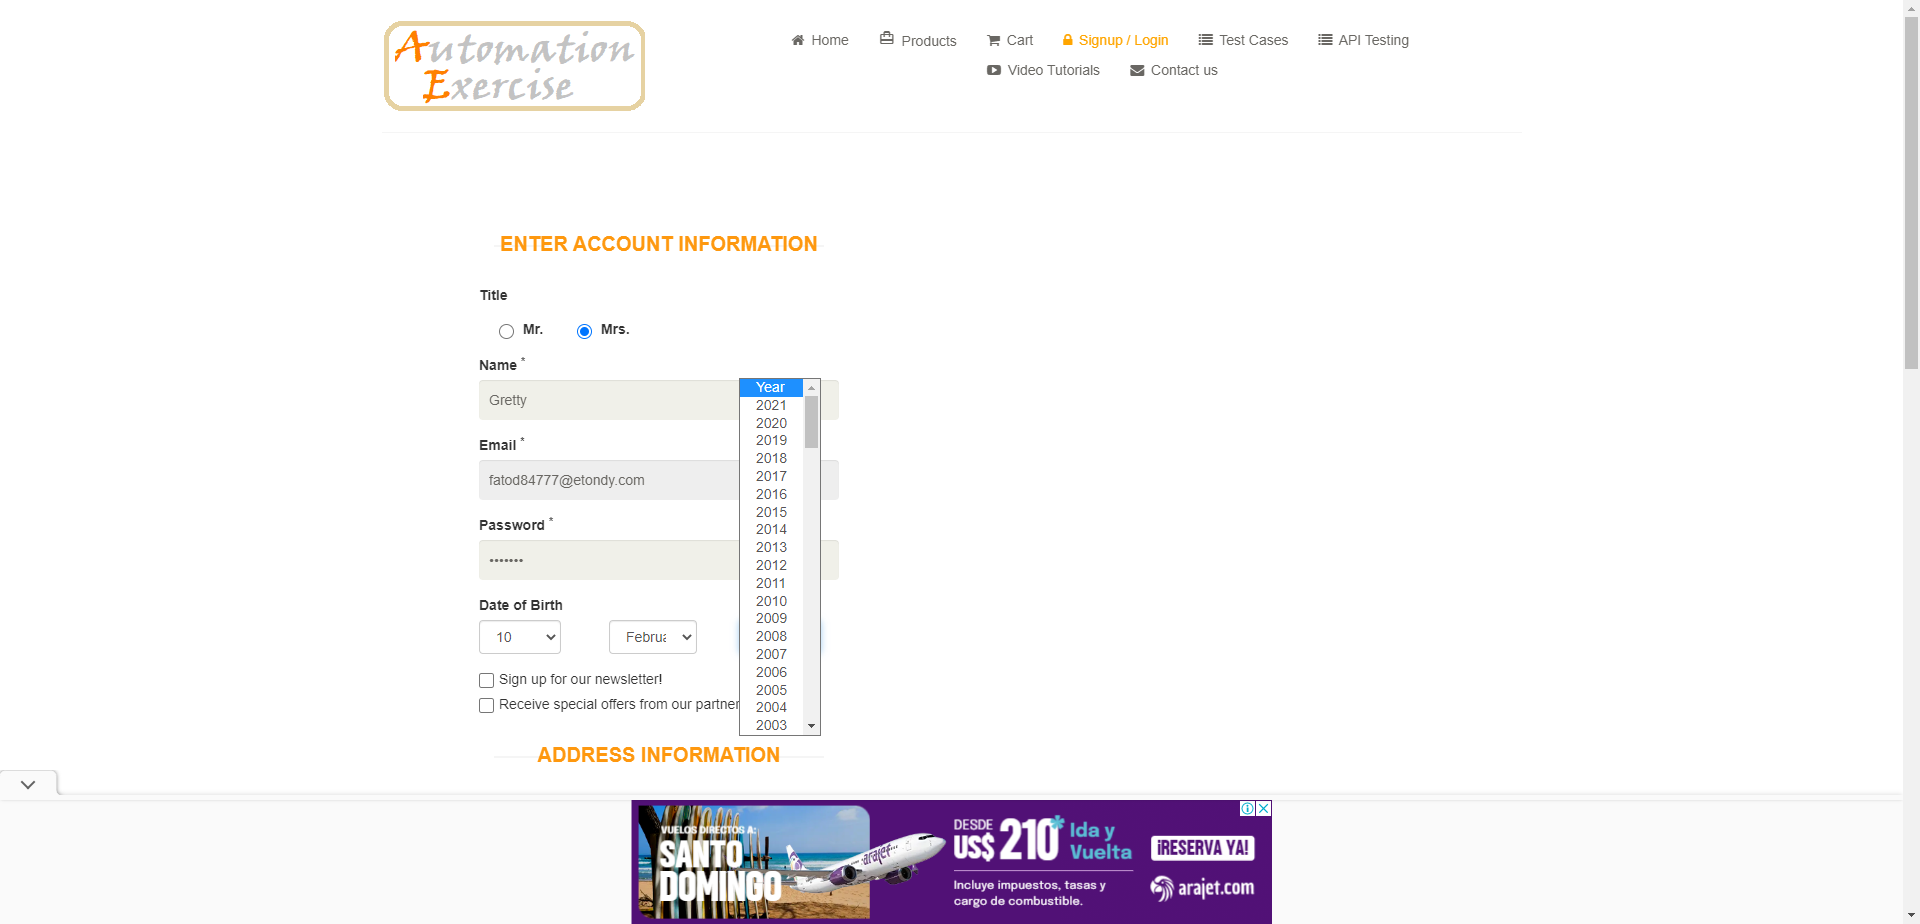 Automation
Exercise
Home
Products
Cart
Signup / Login
Test Cases
API Testing
Video Tutorials
Contact us
ENTER ACCOUNT INFORMATION
Title
Mr.
Mrs.
Name *
Gretty
Email *
fatod84777@etondy.com
Password *
•••••••
Date of Birth
10
Februa
Year
2021
2020
2019
2018
2017
2016
2015
2014
2013
2012
2011
2010
2009
2008
2007
2006
2005
2004
2003
Sign up for our newsletter!
Receive special offers from our partner
ADDRESS INFORMATION
VUELOS DIRECTOS A:
SANTO
DOMINGO
arajet
DESDE
US$ 210*
Ida y
Vuelta
Incluye impuestos, tasas y
cargo de combustible.
¡RESERVA YA!
arajet.com